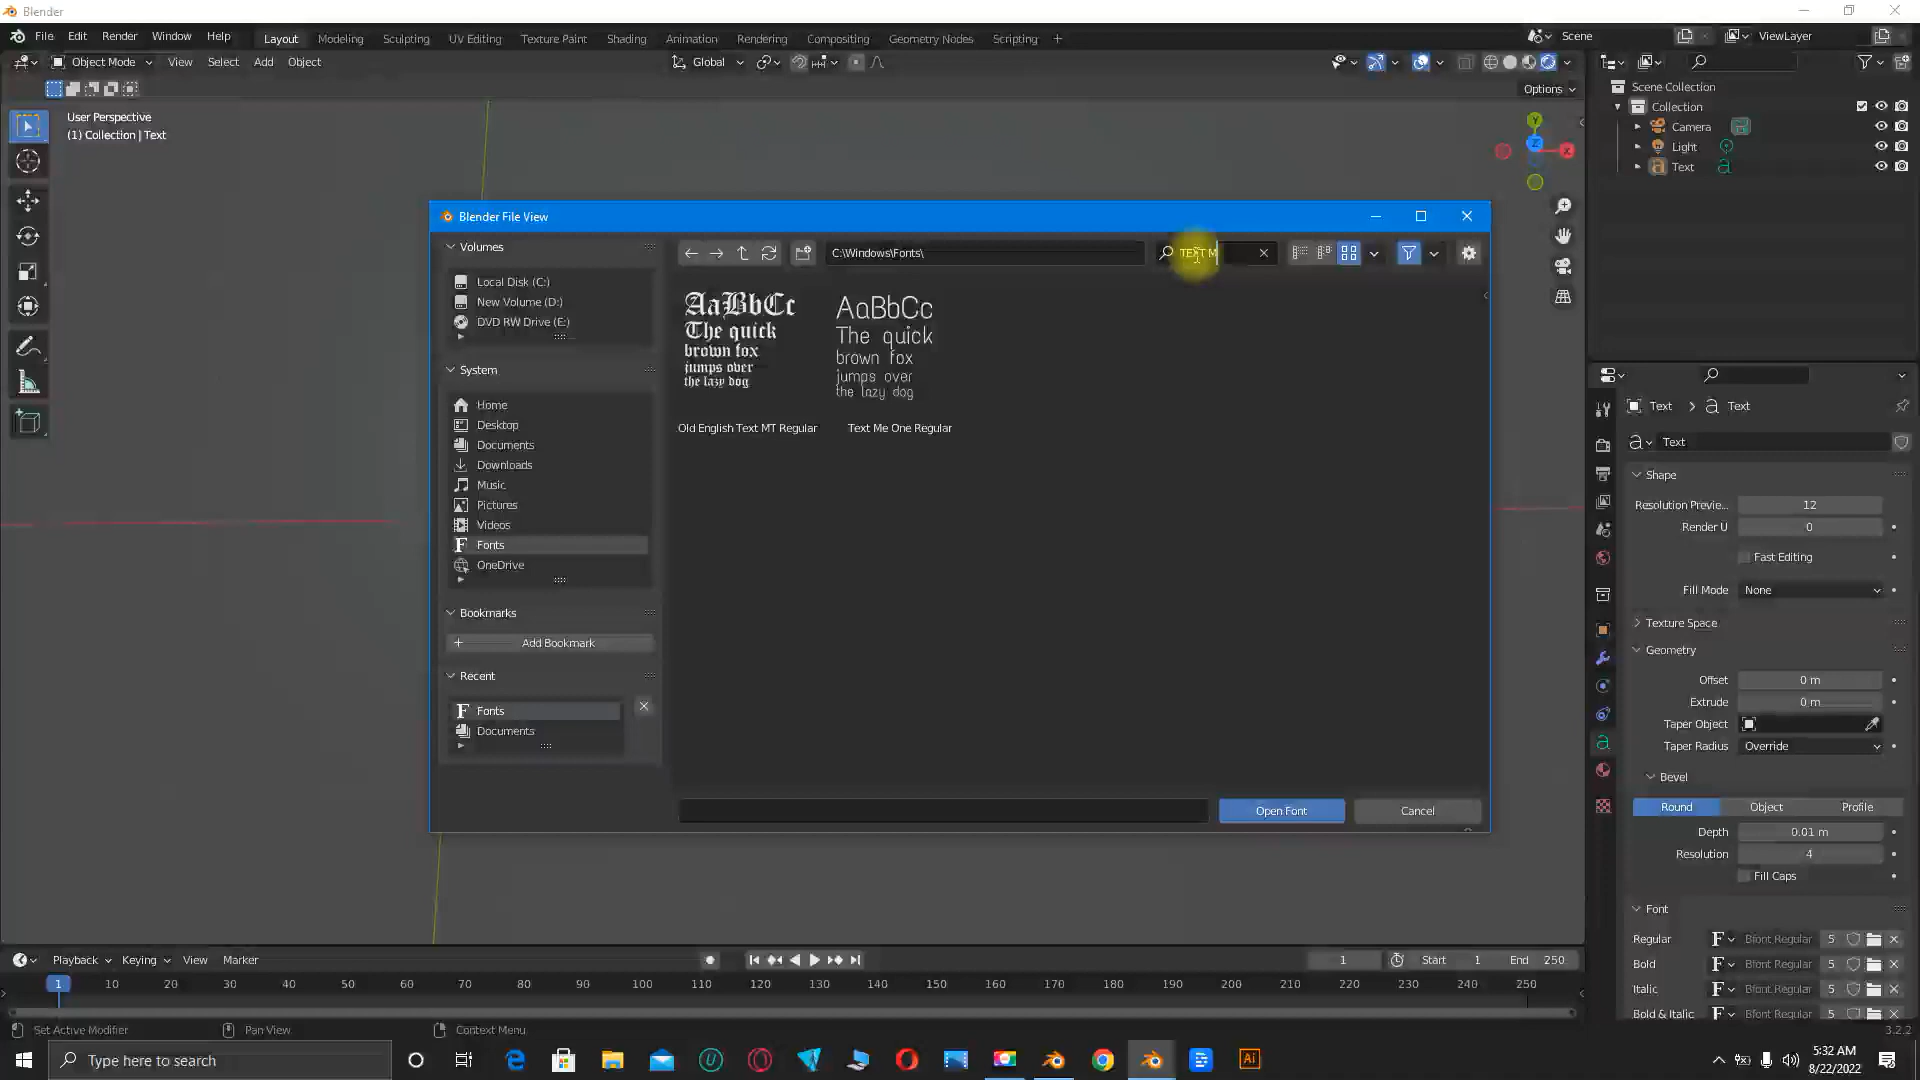 Blender
File Edit Render Window Help
Layout Modeling Sculpting UV Editing Texture Paint Shading Animation Rendering Compositing Geometry Nodes Scripting +
Scene
ViewLayer
Object Mode View Select Add Object
Global
Options
User Perspective
(1) Collection | Text
Y
Z
X
Scene Collection
Collection
Camera
Light
Text
Blender File View
Volumes
Local Disk (C:)
New Volume (D:)
DVD RW Drive (E:)
System
Home
Desktop
Documents
Downloads
Music
Pictures
Videos
Fonts
OneDrive
Bookmarks
Add Bookmark
Recent
Fonts
Documents
C:\Windows\Fonts\
TEXT M
AaBbCc
The quick
brown fox
jumps over
the lazy dog
Old English Text MT Regular
AaBbCc
The quick
brown fox
jumps over
the lazy dog
Text Me One Regular
Open Font
Cancel
Text > Text
Text
Shape
Resolution Previe... 12
Render U 0
Fast Editing
Fill Mode None
Texture Space
Geometry
Offset 0 m
Extrude 0 m
Taper Object
Taper Radius Override
Bevel
Round Object Profile
Depth 0.01 m
Resolution 4
Fill Caps
Font
Regular Bfont Regular 5
Bold Bfont Regular 5
Italic Bfont Regular 5
Bold & Italic Bfont Regular 5
Playback Keying View Marker
1 Start 1 End 250
1 10 20 30 40 50 60 70 80 90 100 110 120 130 140 150 160 170 180 190 200 210 220 230 240 250
Set Active Modifier Pan View Context Menu
3.2.2
Type here to search
Ai
5:32 AM
8/22/2022